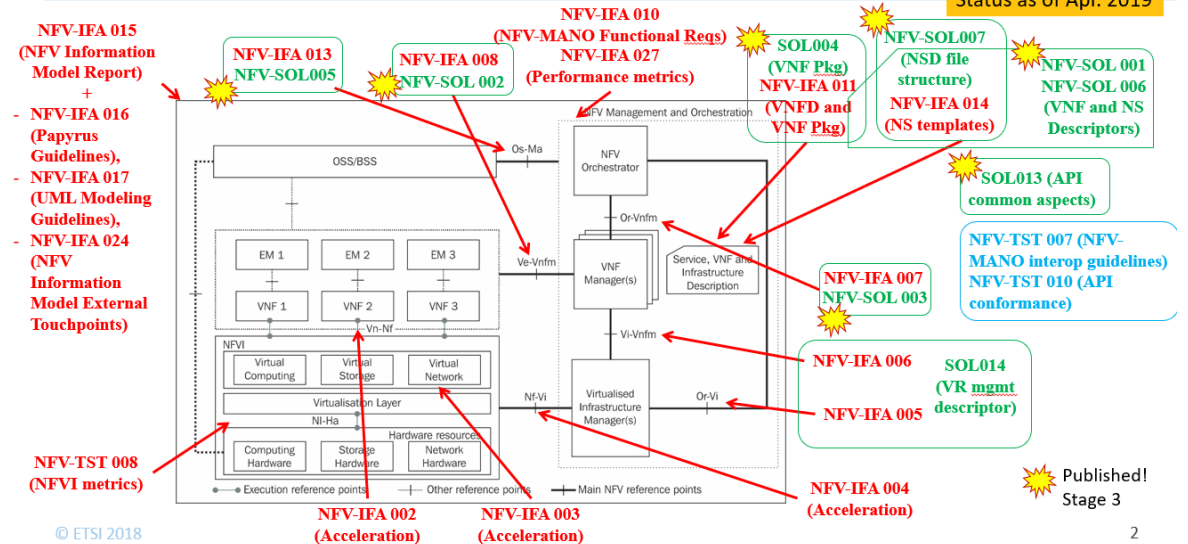 Status as of Apr. 2019
NFV-IFA 015
(NFV Information
Model Report)
+
- NFV-IFA 016
(Papyrus
Guidelines),
- NFV-IFA 017
(UML Modeling
Guidelines),
- NFV-IFA 024
(NFV
Information
Model External
Touchpoints)
NFV-IFA 013
NFV-SOL005
NFV-IFA 008
NFV-SOL 002
NFV-IFA 010
(NFV-MANO Functional Reqs)
NFV-IFA 027
(Performance metrics)
SOL004
(VNF Pkg)
NFV-IFA 011
(VNFD and
VNF Pkg)
NFV-SOL007
(NSD file
structure)
NFV-IFA 014
(NS templates)
NFV-SOL 001
NFV-SOL 006
(VNF and NS
Descriptors)
SOL013 (API
common aspects)
NFV-TST 007 (NFV-
MANO interop guidelines)
NFV-TST 010 (API
conformance)
NFV Management and Orchestration
OSS/BSS
Os-Ma
NFV
Orchestrator
Or-Vnfm
EM 1
EM 2
EM 3
Ve-Vnfm
VNF
Manager(s)
Service, VNF and
Infrastructure
Description
NFV-IFA 007
NFV-SOL 003
VNF 1
VNF 2
VNF 3
Vn-Nf
Vi-Vnfm
NFVI
Virtual
Computing
Virtual
Storage
Virtual
Network
Virtualisation Layer
NI-Ha
Nf-Vi
Virtualised
Infrastructure
Manager(s)
Or-Vi
NFV-IFA 006
NFV-IFA 005
SOL014
(VR mgmt
descriptor)
Hardware resources
Computing
Hardware
Storage
Hardware
Network
Hardware
Execution reference points
Other reference points
Main NFV reference points
NFV-TST 008
(NFVI metrics)
NFV-IFA 002
(Acceleration)
NFV-IFA 003
(Acceleration)
NFV-IFA 004
(Acceleration)
Published!
Stage 3
© ETSI 2018
2